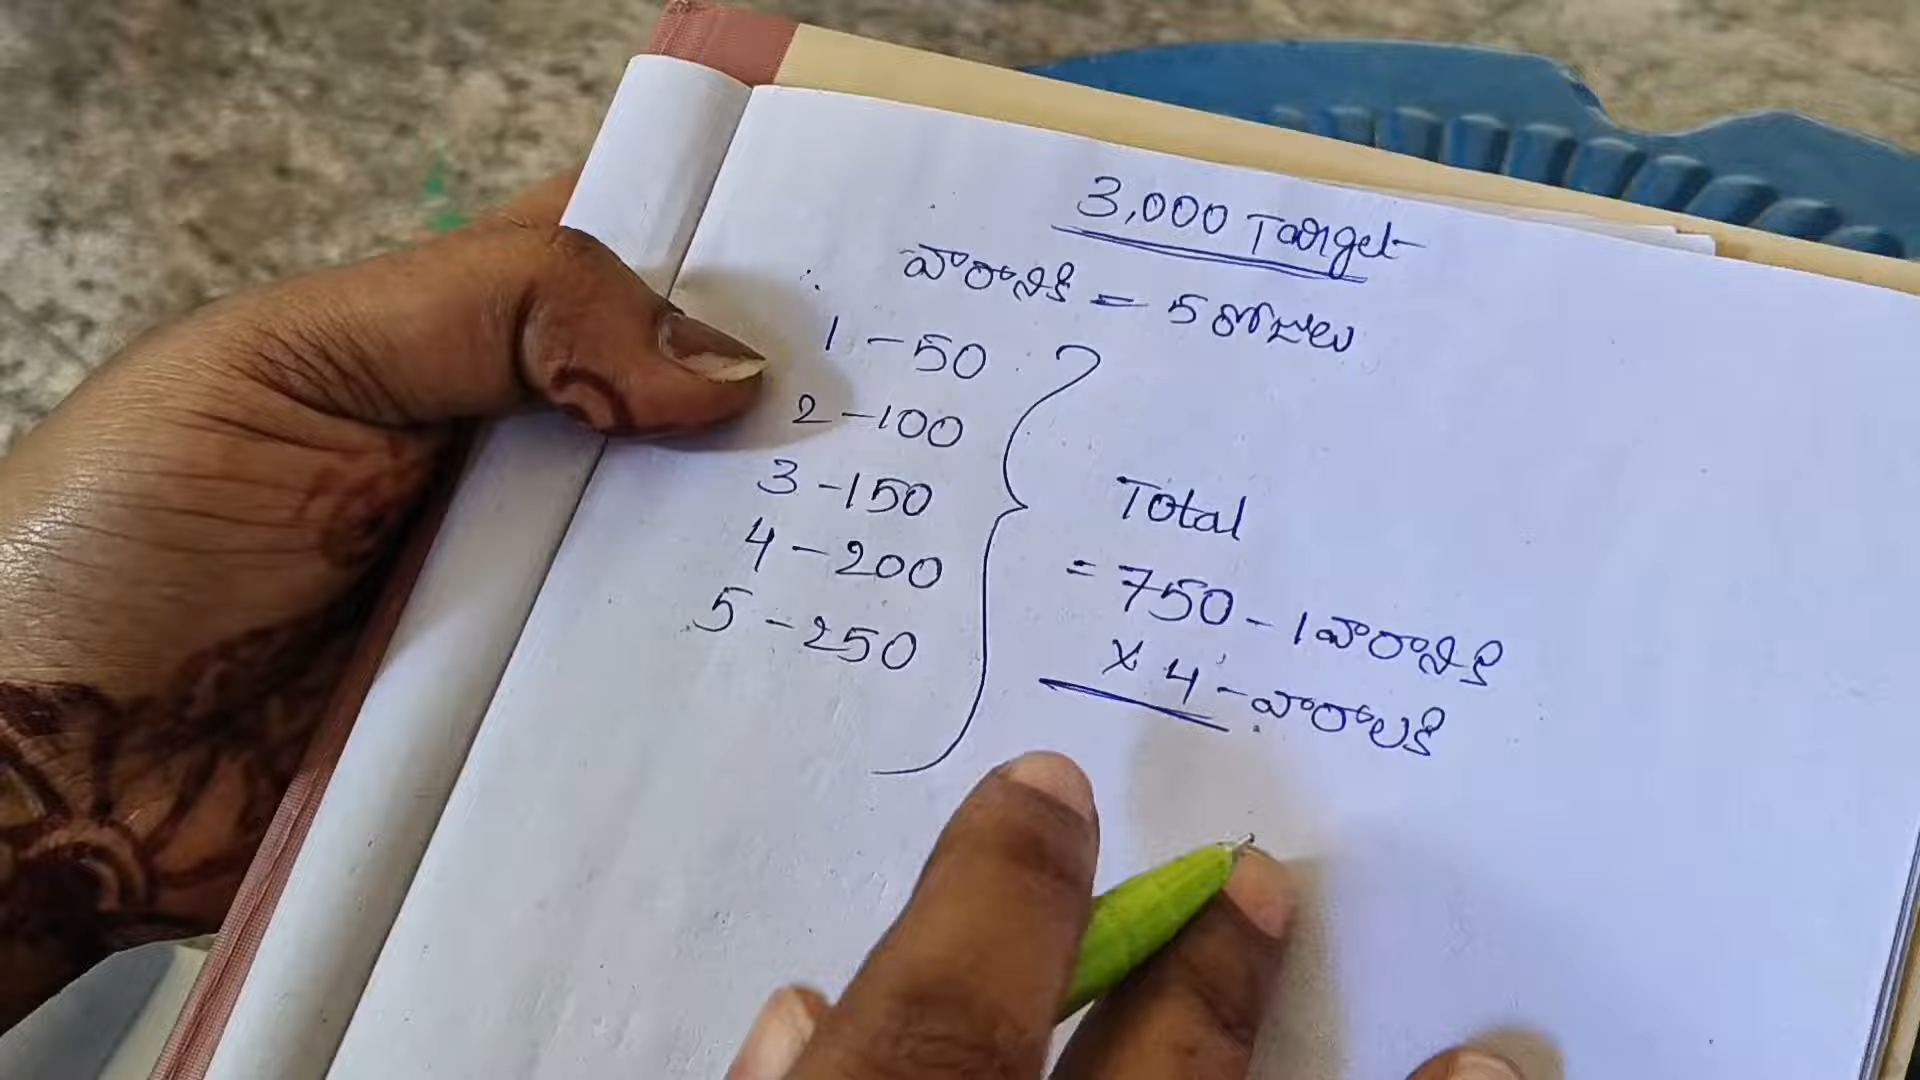 3,000 Target
వారానికి = 5 రోజులు
1 - 50
2 - 100
3 - 150
4 - 200
5 - 250
Total
= 750 - 1 వారానికి
x 4 - వారాలకి